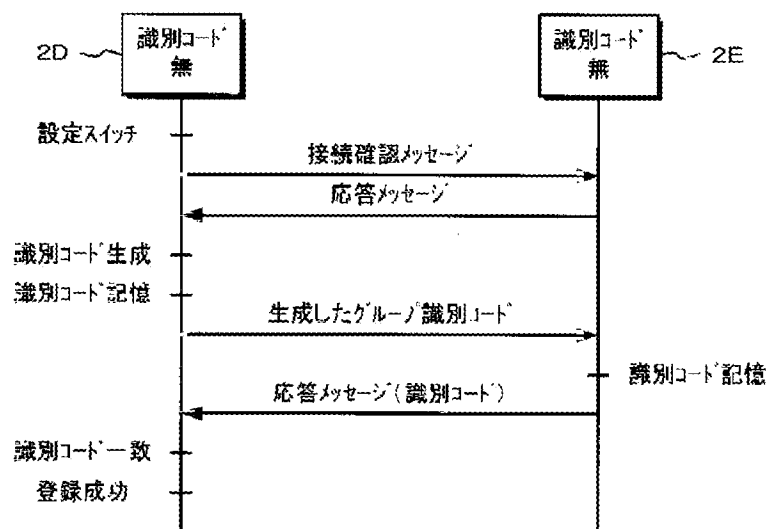 2D
識別コード
無
識別コード
無
2E
設定スイッチ
接続確認メッセージ
応答メッセージ
識別コード生成
識別コード記憶
生成したグループ識別コード
識別コード記憶
応答メッセージ(識別コード)
識別コード一致
登録成功